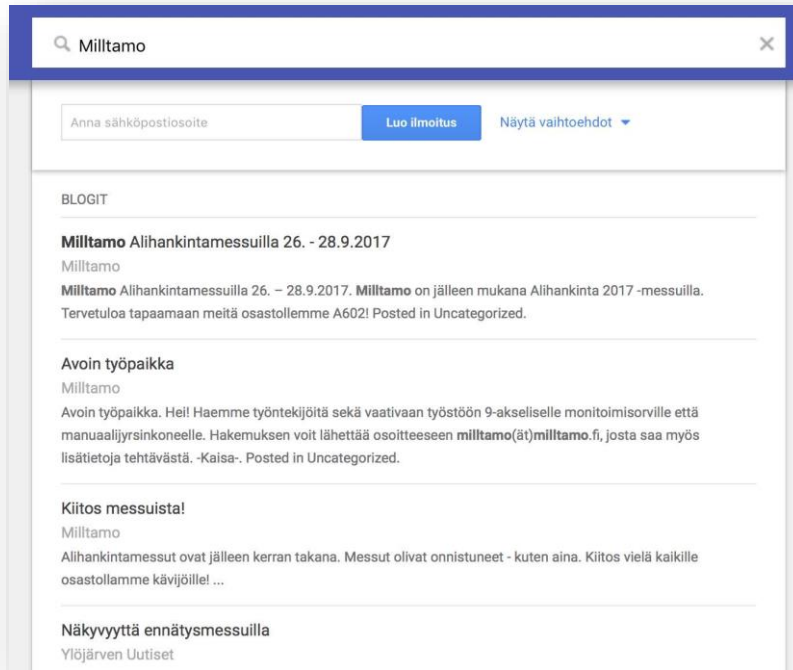 Milltamo
Anna sähköpostiosoite
Luo ilmoitus
Näytä vaihtoehdot
BLOGIT
Milltamo Alihankintamessuilla 26. - 28.9.2017
Milltamo
Milltamo Alihankintamessuilla 26. – 28.9.2017. Milltamo on jälleen mukana Alihankinta 2017 -messuilla.
Tervetuloa tapaamaan meitä osastollemme A602! Posted in Uncategorized.
Avoin työpaikka
Milltamo
Avoin työpaikka. Hei! Haemme työntekijöitä sekä vaativaan työstöön 9-akseliselle monitoimisorville että
manuaalijyrsinkoneelle. Hakemuksen voit lähettää osoitteeseen milltamo(ät)milltamo.fi, josta saa myös
lisätietoja tehtävästä. -Kaisa-. Posted in Uncategorized.
Kiitos messuista!
Milltamo
Alihankintamessut ovat jälleen kerran takana. Messut olivat onnistuneet - kuten aina. Kiitos vielä kaikille
osastollamme kävijöille! ...
Näkyvyyttä ennätysmessuilla
Ylöjärven Uutiset